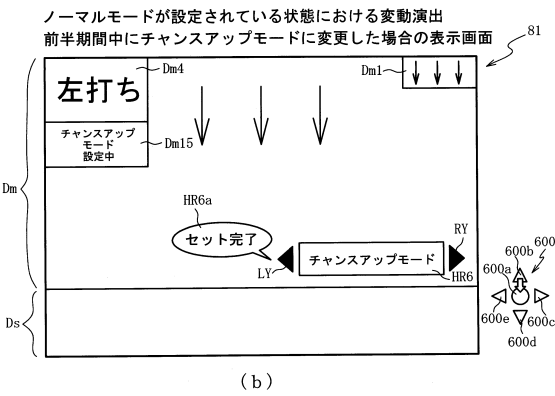 ノーマルモードが設定されている状態における変動演出
前半期間中にチャンスアップモードに変更した場合の表示画面
81
左打ち
Dm4
Dm1
チャンスアップ
モード
設定中
Dm15
Dm
HR6a
セット完了
RY
LY
チャンスアップモード
HR6
600
600b
600a
600e
600c
600d
Ds
(b)